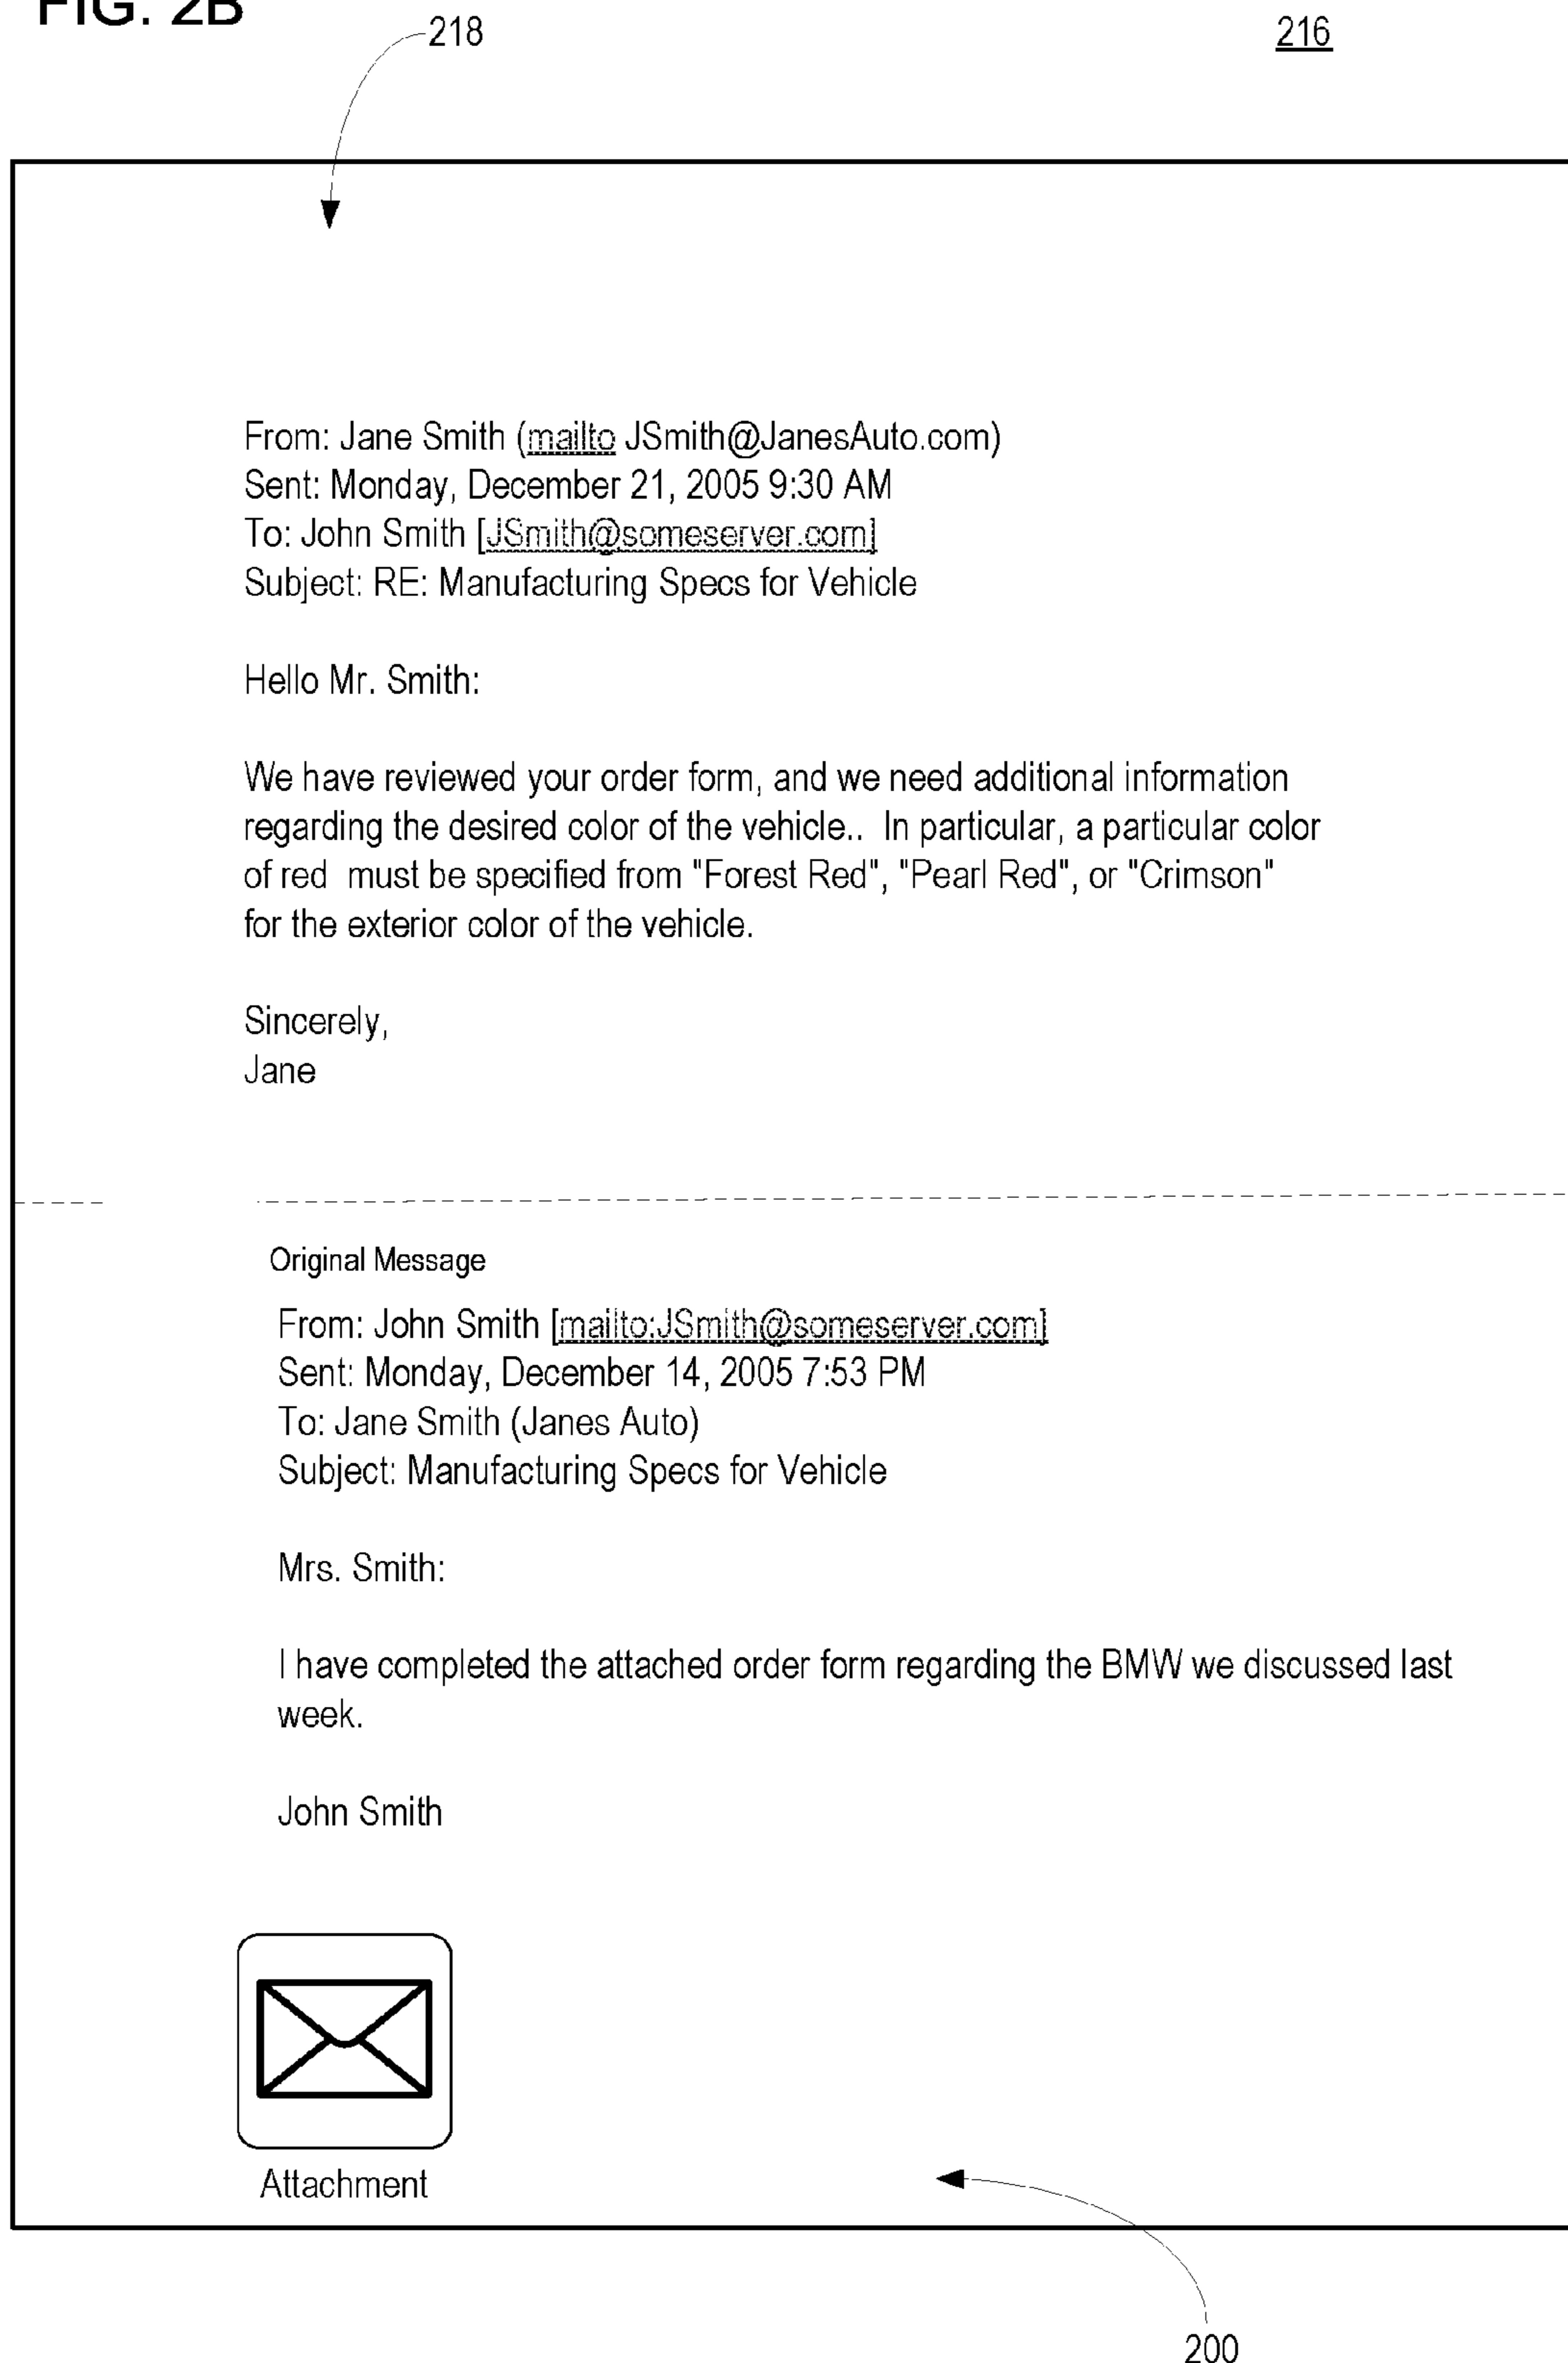 FIG. 2B
218
216
From: Jane Smith (mailto JSmith@JanesAuto.com)
Sent: Monday, December 21, 2005 9:30 AM
To: John Smith [JSmith@someserver.com]
Subject: RE: Manufacturing Specs for Vehicle
Hello Mr. Smith:
We have reviewed your order form, and we need additional information
regarding the desired color of the vehicle..  In particular, a particular color
of red  must be specified from "Forest Red", "Pearl Red", or "Crimson"
for the exterior color of the vehicle.
Sincerely,
Jane
Original Message
From: John Smith [mailto:JSmith@someserver.com]
Sent: Monday, December 14, 2005 7:53 PM
To: Jane Smith (Janes Auto)
Subject: Manufacturing Specs for Vehicle
Mrs. Smith:
I have completed the attached order form regarding the BMW we discussed last
week.
John Smith
Attachment
200